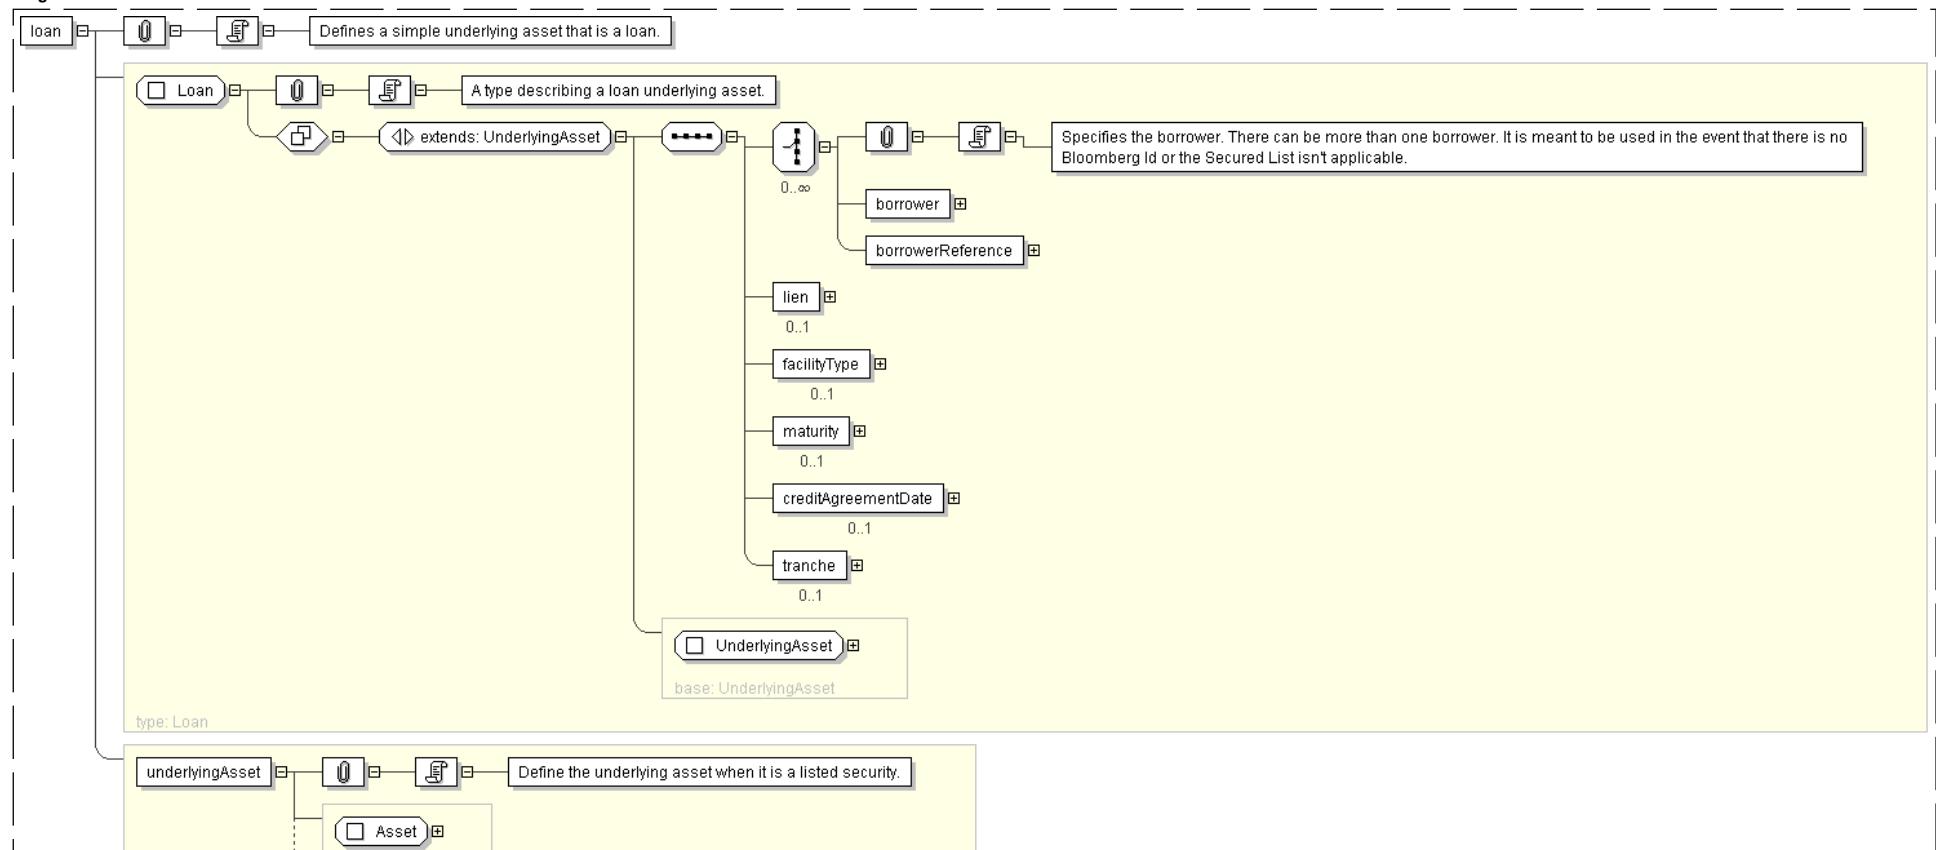 loan
Defines a simple underlying asset that is a loan.
Loan
A type describing a loan underlying asset.
extends: UnderlyingAsset
Specifies the borrower. There can be more than one borrower. It is meant to be used in the event that there is no
Bloomberg Id or the Secured List isn't applicable.
0..∞
borrower
borrowerReference
lien
0..1
facilityType
0..1
maturity
0..1
creditAgreementDate
0..1
tranche
0..1
UnderlyingAsset
base: UnderlyingAsset
type: Loan
underlyingAsset
Define the underlying asset when it is a listed security.
Asset